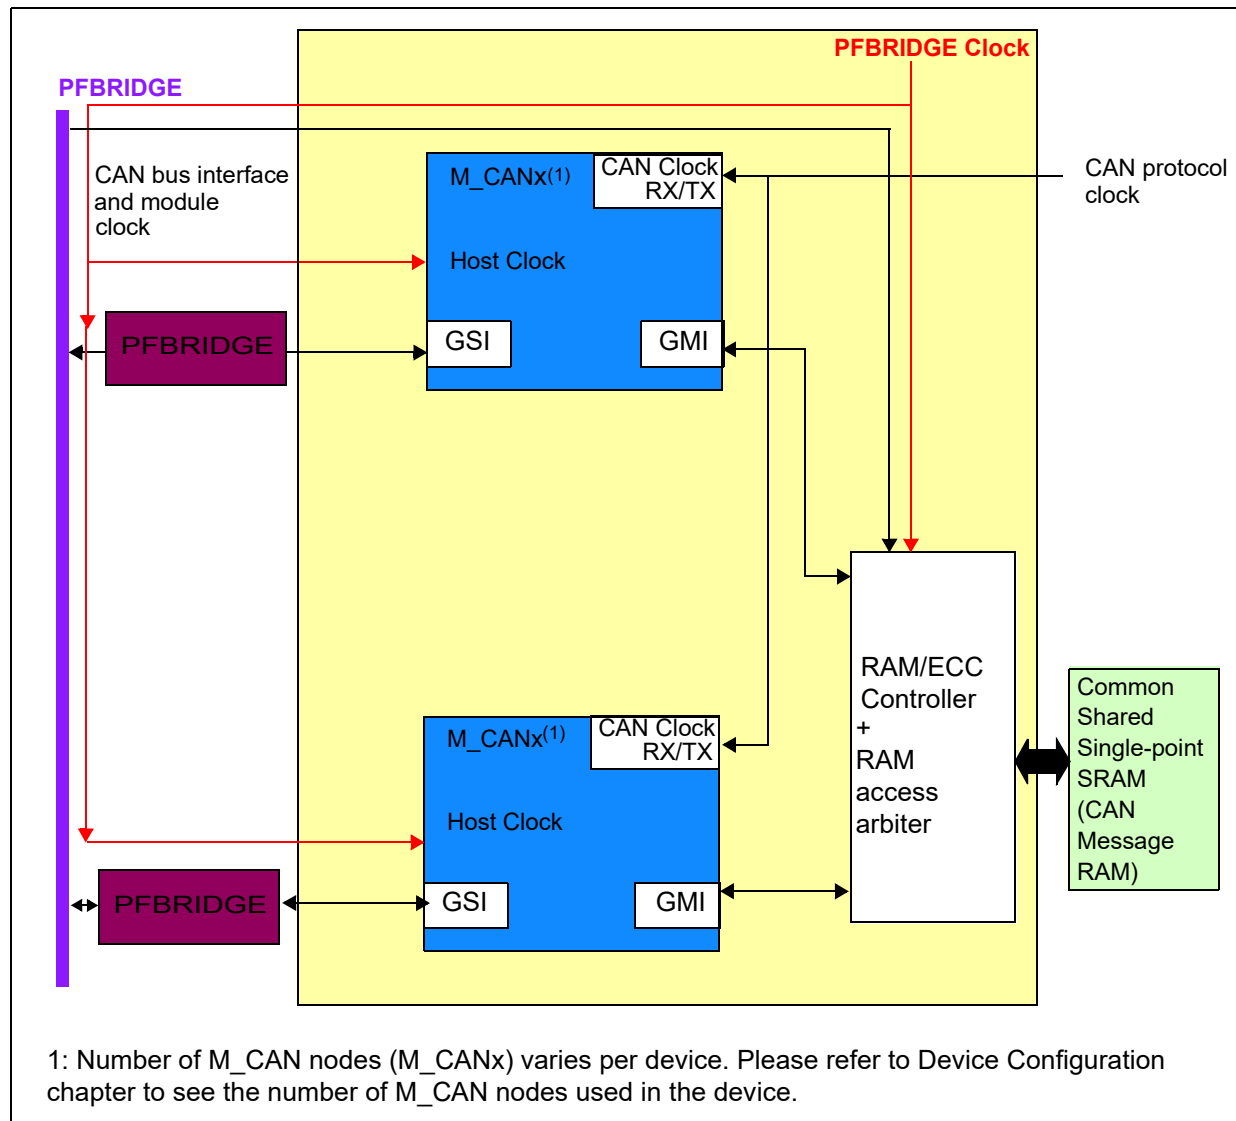 PFBRIDGE Clock
PFBRIDGE
CAN bus interface
and module
clock
M_CANx(1)
CAN Clock
RX/TX
CAN protocol
clock
Host Clock
PFBRIDGE
GSI
GMI
RAM/ECC
Controller
+
RAM
access
arbiter
Common
Shared
Single-point
SRAM
(CAN
Message
RAM)
M_CANx(1)
CAN Clock
RX/TX
Host Clock
PFBRIDGE
GSI
GMI
1: Number of M_CAN nodes (M_CANx) varies per device. Please refer to Device Configuration
chapter to see the number of M_CAN nodes used in the device.